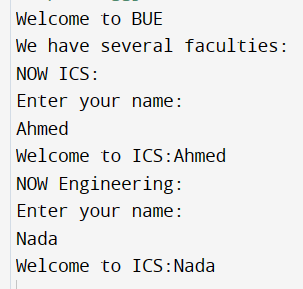 Welcome to BUE
We have several faculties:
NOW ICS:
Enter your name:
Ahmed
Welcome to ICS:Ahmed
NOW Engineering:
Enter your name:
Nada
Welcome to ICS:Nada